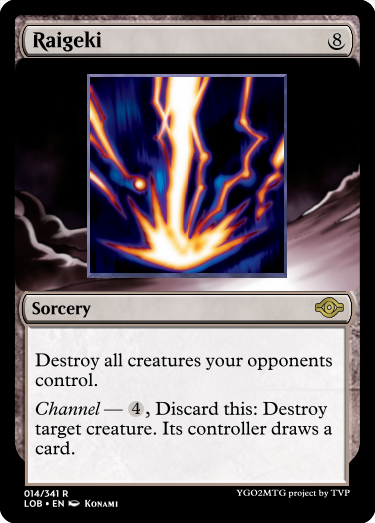 Raigeki 8
Sorcery
Destroy all creatures your opponents
control.
Channel — 4, Discard this: Destroy
target creature. Its controller draws a
card.
014/341 R
LOB • EN Konami YGO2MTG project by TVP